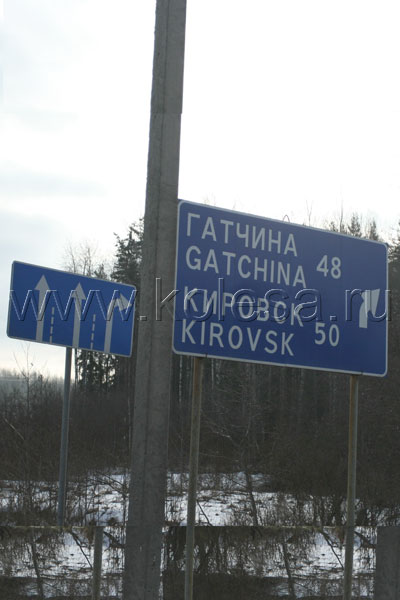 ГАТЧИНА
GATCHINA 48
КИРОВСК
KIROVSK 50
www.kolesa.ru